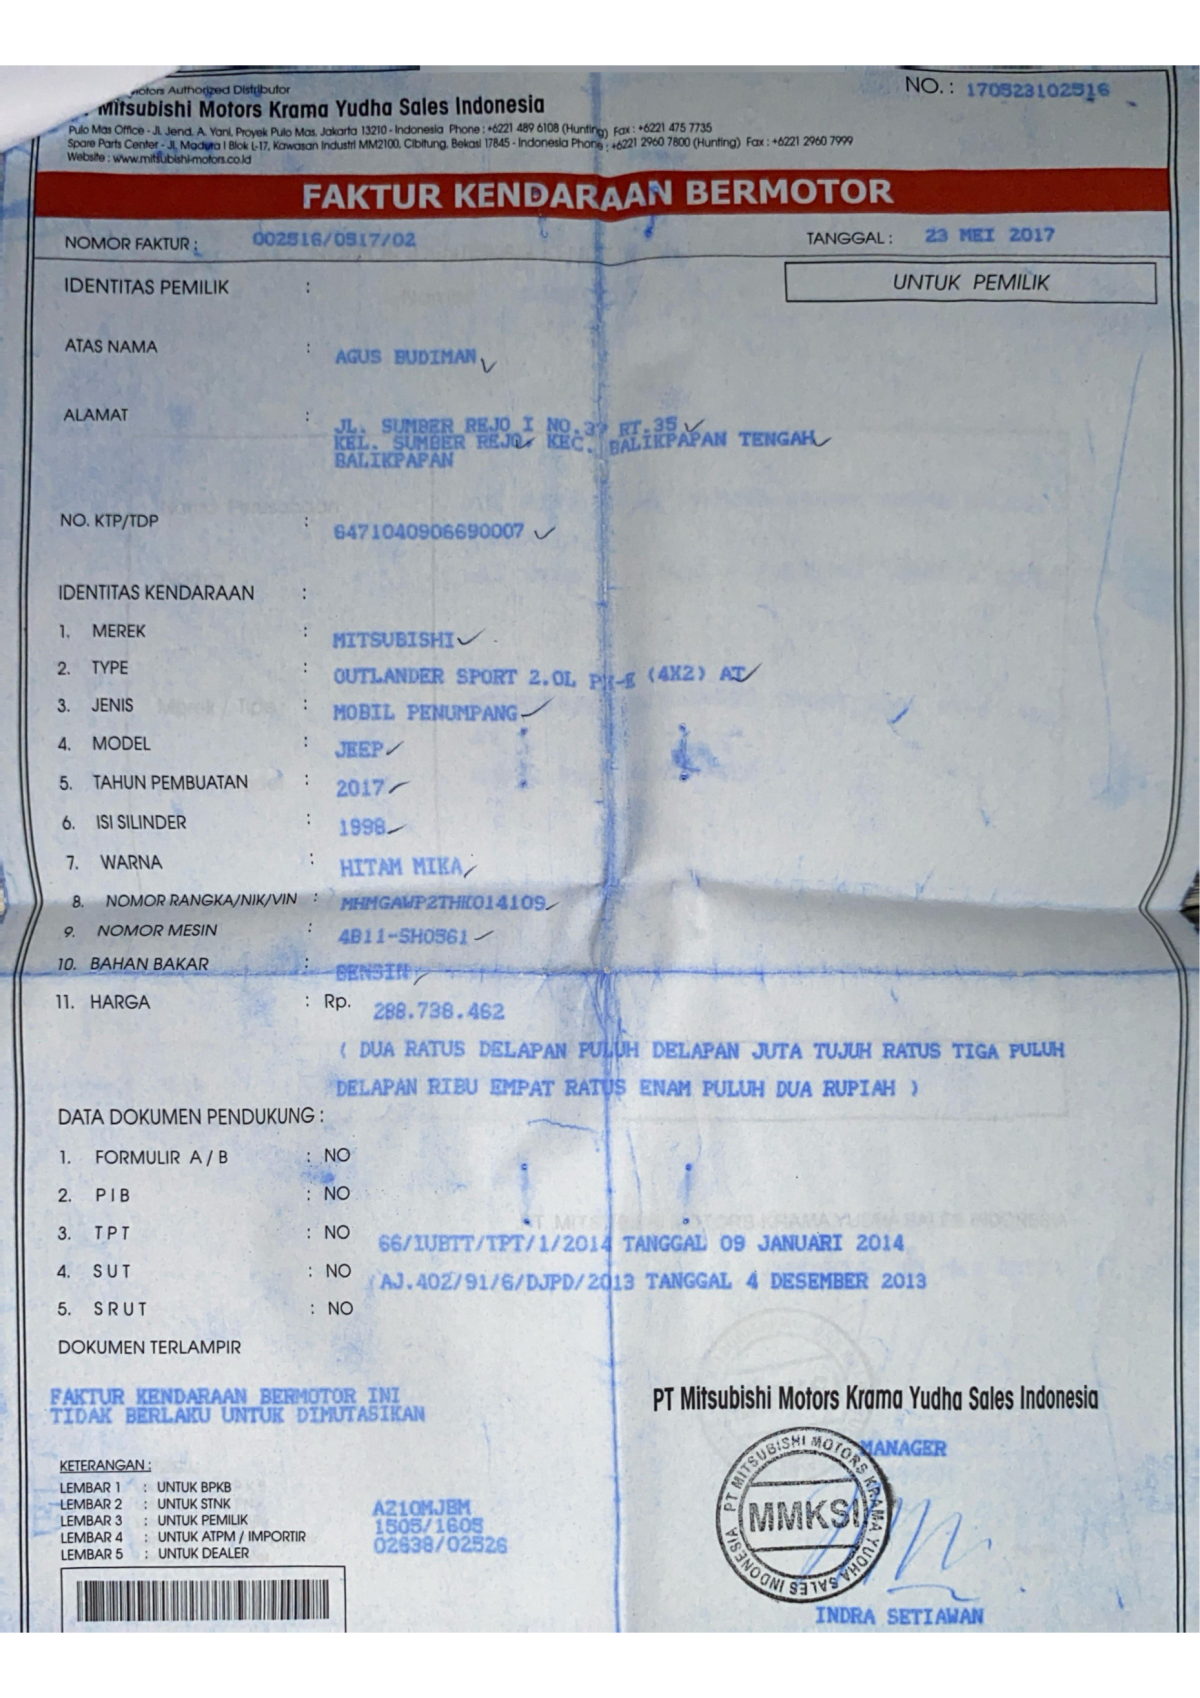 Motors Authorized Distributor
Mitsubishi Motors Krama Yudha Sales Indonesia
Pulo Mas Office - Jl. Jend. A. Yani, Proyek Pulo Mas, Jakarta 13210 - Indonesia Phone : +6221 489 6108 (Hunting) Fax : +6221 475 7735
Spare Parts Center - Jl. Madura I Blok L-17, Kawasan Industri MM2100, Cibitung, Bekasi 17845 - Indonesia Phone : +6221 2960 7800 (Hunting) Fax : +6221 2960 7999
Website : www.mitsubishi-motors.co.id
NO. : 170523102516
FAKTUR KENDARAAN BERMOTOR
NOMOR FAKTUR : 002516/0517/02 TANGGAL : 23 MEI 2017
IDENTITAS PEMILIK : UNTUK PEMILIK
ATAS NAMA : AGUS BUDIMAN
ALAMAT : JL. SUMBER REJO I NO. RT.35
KEL. SUMBER REJO KEC. BALIKPAPAN TENGAH
BALIKPAPAN
NO. KTP/TDP : 6471040906690007
IDENTITAS KENDARAAN :
1. MEREK : MITSUBISHI
2. TYPE : OUTLANDER SPORT 2.0L (4X2) AT
3. JENIS : MOBIL PENUMPANG
4. MODEL : JEEP
5. TAHUN PEMBUATAN : 2017
6. ISI SILINDER : 1998
7. WARNA : HITAM MIKA
8. NOMOR RANGKA/NIK/VIN : MHMGAWP2THK014109
9. NOMOR MESIN : 4B11-SH0561
10. BAHAN BAKAR : BENSIN
11. HARGA : Rp. 288.738.462
( DUA RATUS DELAPAN PULUH DELAPAN JUTA TUJUH RATUS TIGA PULUH
DELAPAN RIBU EMPAT RATUS ENAM PULUH DUA RUPIAH )
DATA DOKUMEN PENDUKUNG :
1. FORMULIR A / B : NO
2. P I B : NO
3. T P T : NO 66/IUBTT/TPT/1/2014 TANGGAL 09 JANUARI 2014
4. S U T : NO AJ.402/91/6/DJPD/2013 TANGGAL 4 DESEMBER 2013
5. S R U T : NO
DOKUMEN TERLAMPIR
FAKTUR KENDARAAN BERMOTOR INI
TIDAK BERLAKU UNTUK DIMUTASIKAN
PT Mitsubishi Motors Krama Yudha Sales Indonesia
MANAGER
PT MITSUBISHI MOTORS KRAMA YUDHA SALES INDONESIA
MMKSI
INDRA SETIAWAN
KETERANGAN :
LEMBAR 1 : UNTUK BPKB
LEMBAR 2 : UNTUK STNK
LEMBAR 3 : UNTUK PEMILIK
LEMBAR 4 : UNTUK ATPM / IMPORTIR
LEMBAR 5 : UNTUK DEALER
A210MJBM
1505/1605
02638/02526